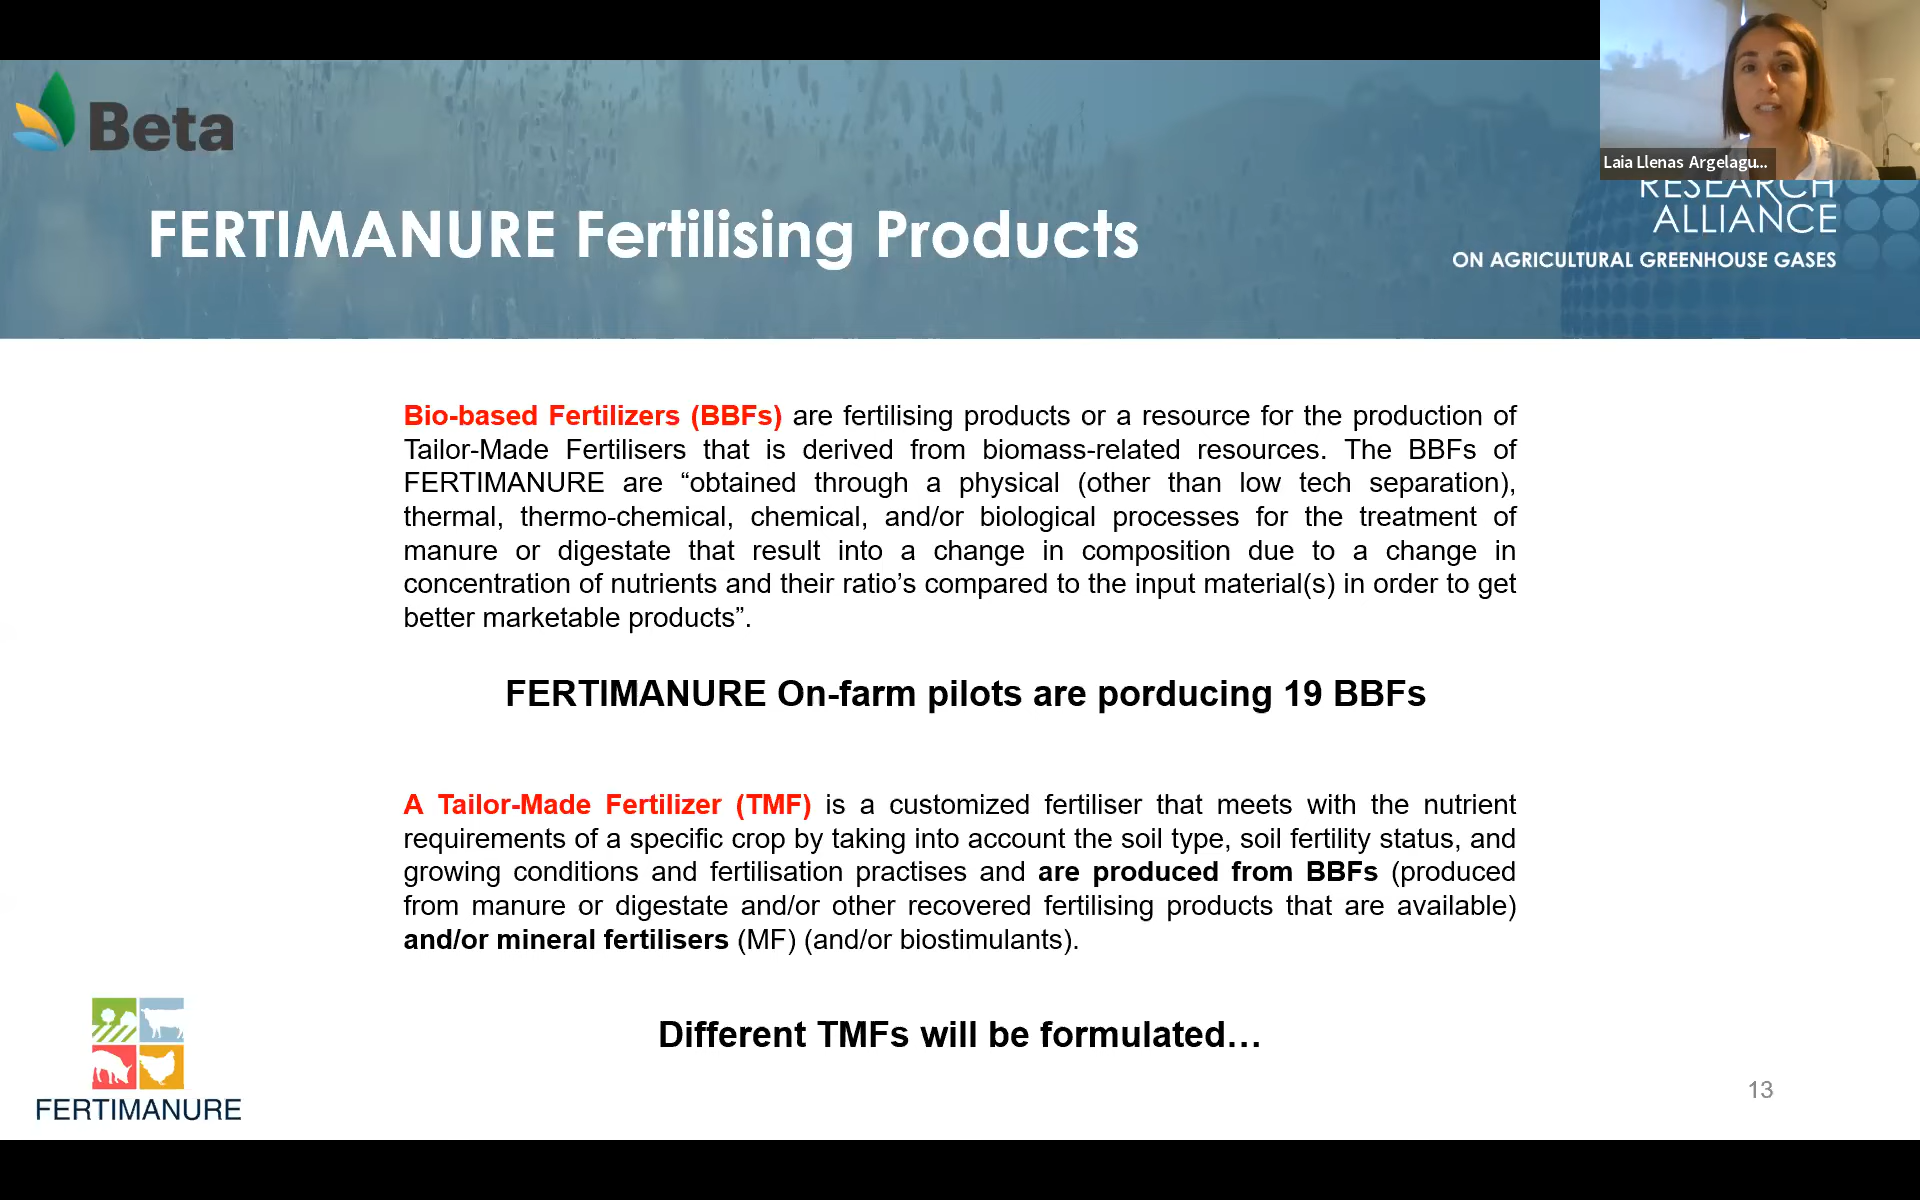 Beta
Laia Llenas Argelagu...
RESEARCH
ALLIANCE
ON AGRICULTURAL GREENHOUSE GASES
FERTIMANURE Fertilising Products
Bio-based Fertilizers (BBFs) are fertilising products or a resource for the production of
Tailor-Made Fertilisers that is derived from biomass-related resources. The BBFs of
FERTIMANURE are “obtained through a physical (other than low tech separation),
thermal, thermo-chemical, chemical, and/or biological processes for the treatment of
manure or digestate that result into a change in composition due to a change in
concentration of nutrients and their ratio’s compared to the input material(s) in order to get
better marketable products”.
FERTIMANURE On-farm pilots are porducing 19 BBFs
A Tailor-Made Fertilizer (TMF) is a customized fertiliser that meets with the nutrient
requirements of a specific crop by taking into account the soil type, soil fertility status, and
growing conditions and fertilisation practises and are produced from BBFs (produced
from manure or digestate and/or other recovered fertilising products that are available)
and/or mineral fertilisers (MF) (and/or biostimulants).
Different TMFs will be formulated…
FERTIMANURE
13